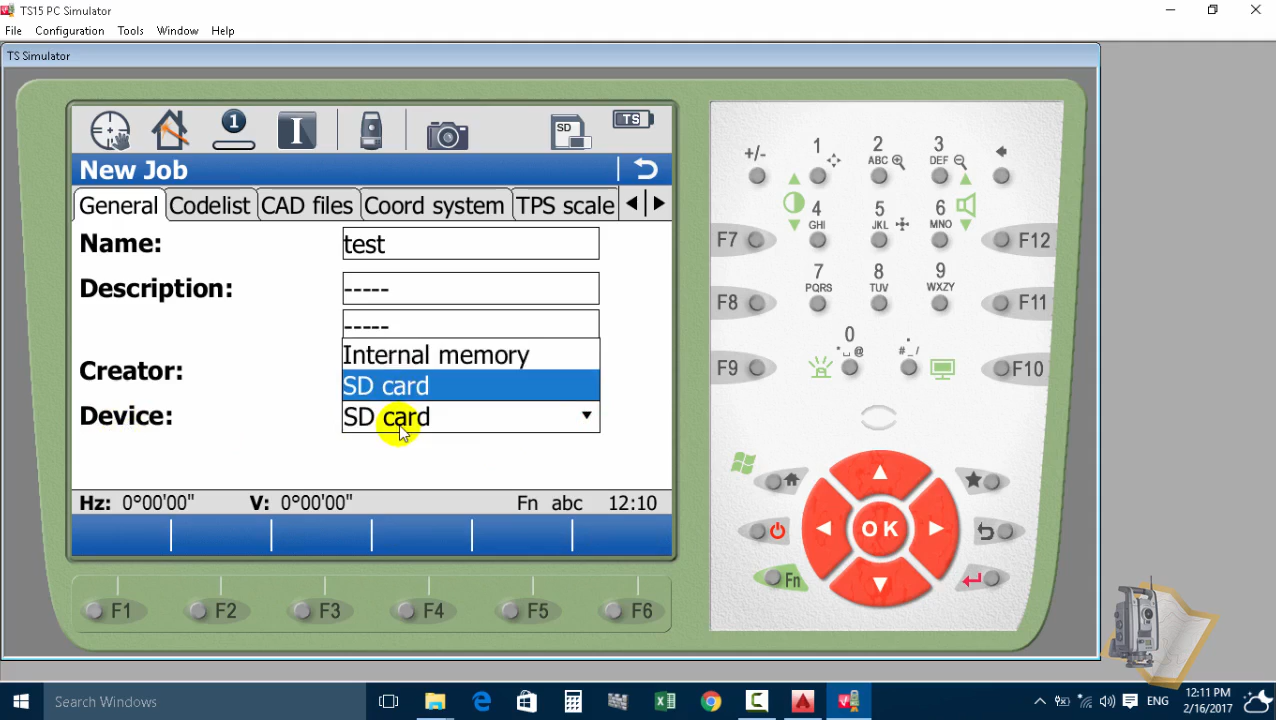 TS15 PC Simulator
File Configuration Tools Window Help
TS Simulator
1 I SD TS
New Job
General Codelist CAD files Coord system TPS scale
Name: test
Description: -----
-----
Internal memory
Creator: SD card
Device: SD card
Hz: 0°00'00" V: 0°00'00" Fn abc 12:10
F1 F2 F3 F4 F5 F6
+/- 1 2 ABC 3 DEF
4 GHI 5 JKL 6 MNO
F7 F12
7 PQRS 8 TUV 9 WXYZ
F8 F11
0 *␣@ . #_/
F9 F10
OK
Fn
Search Windows
ENG 12:11 PM
2/16/2017